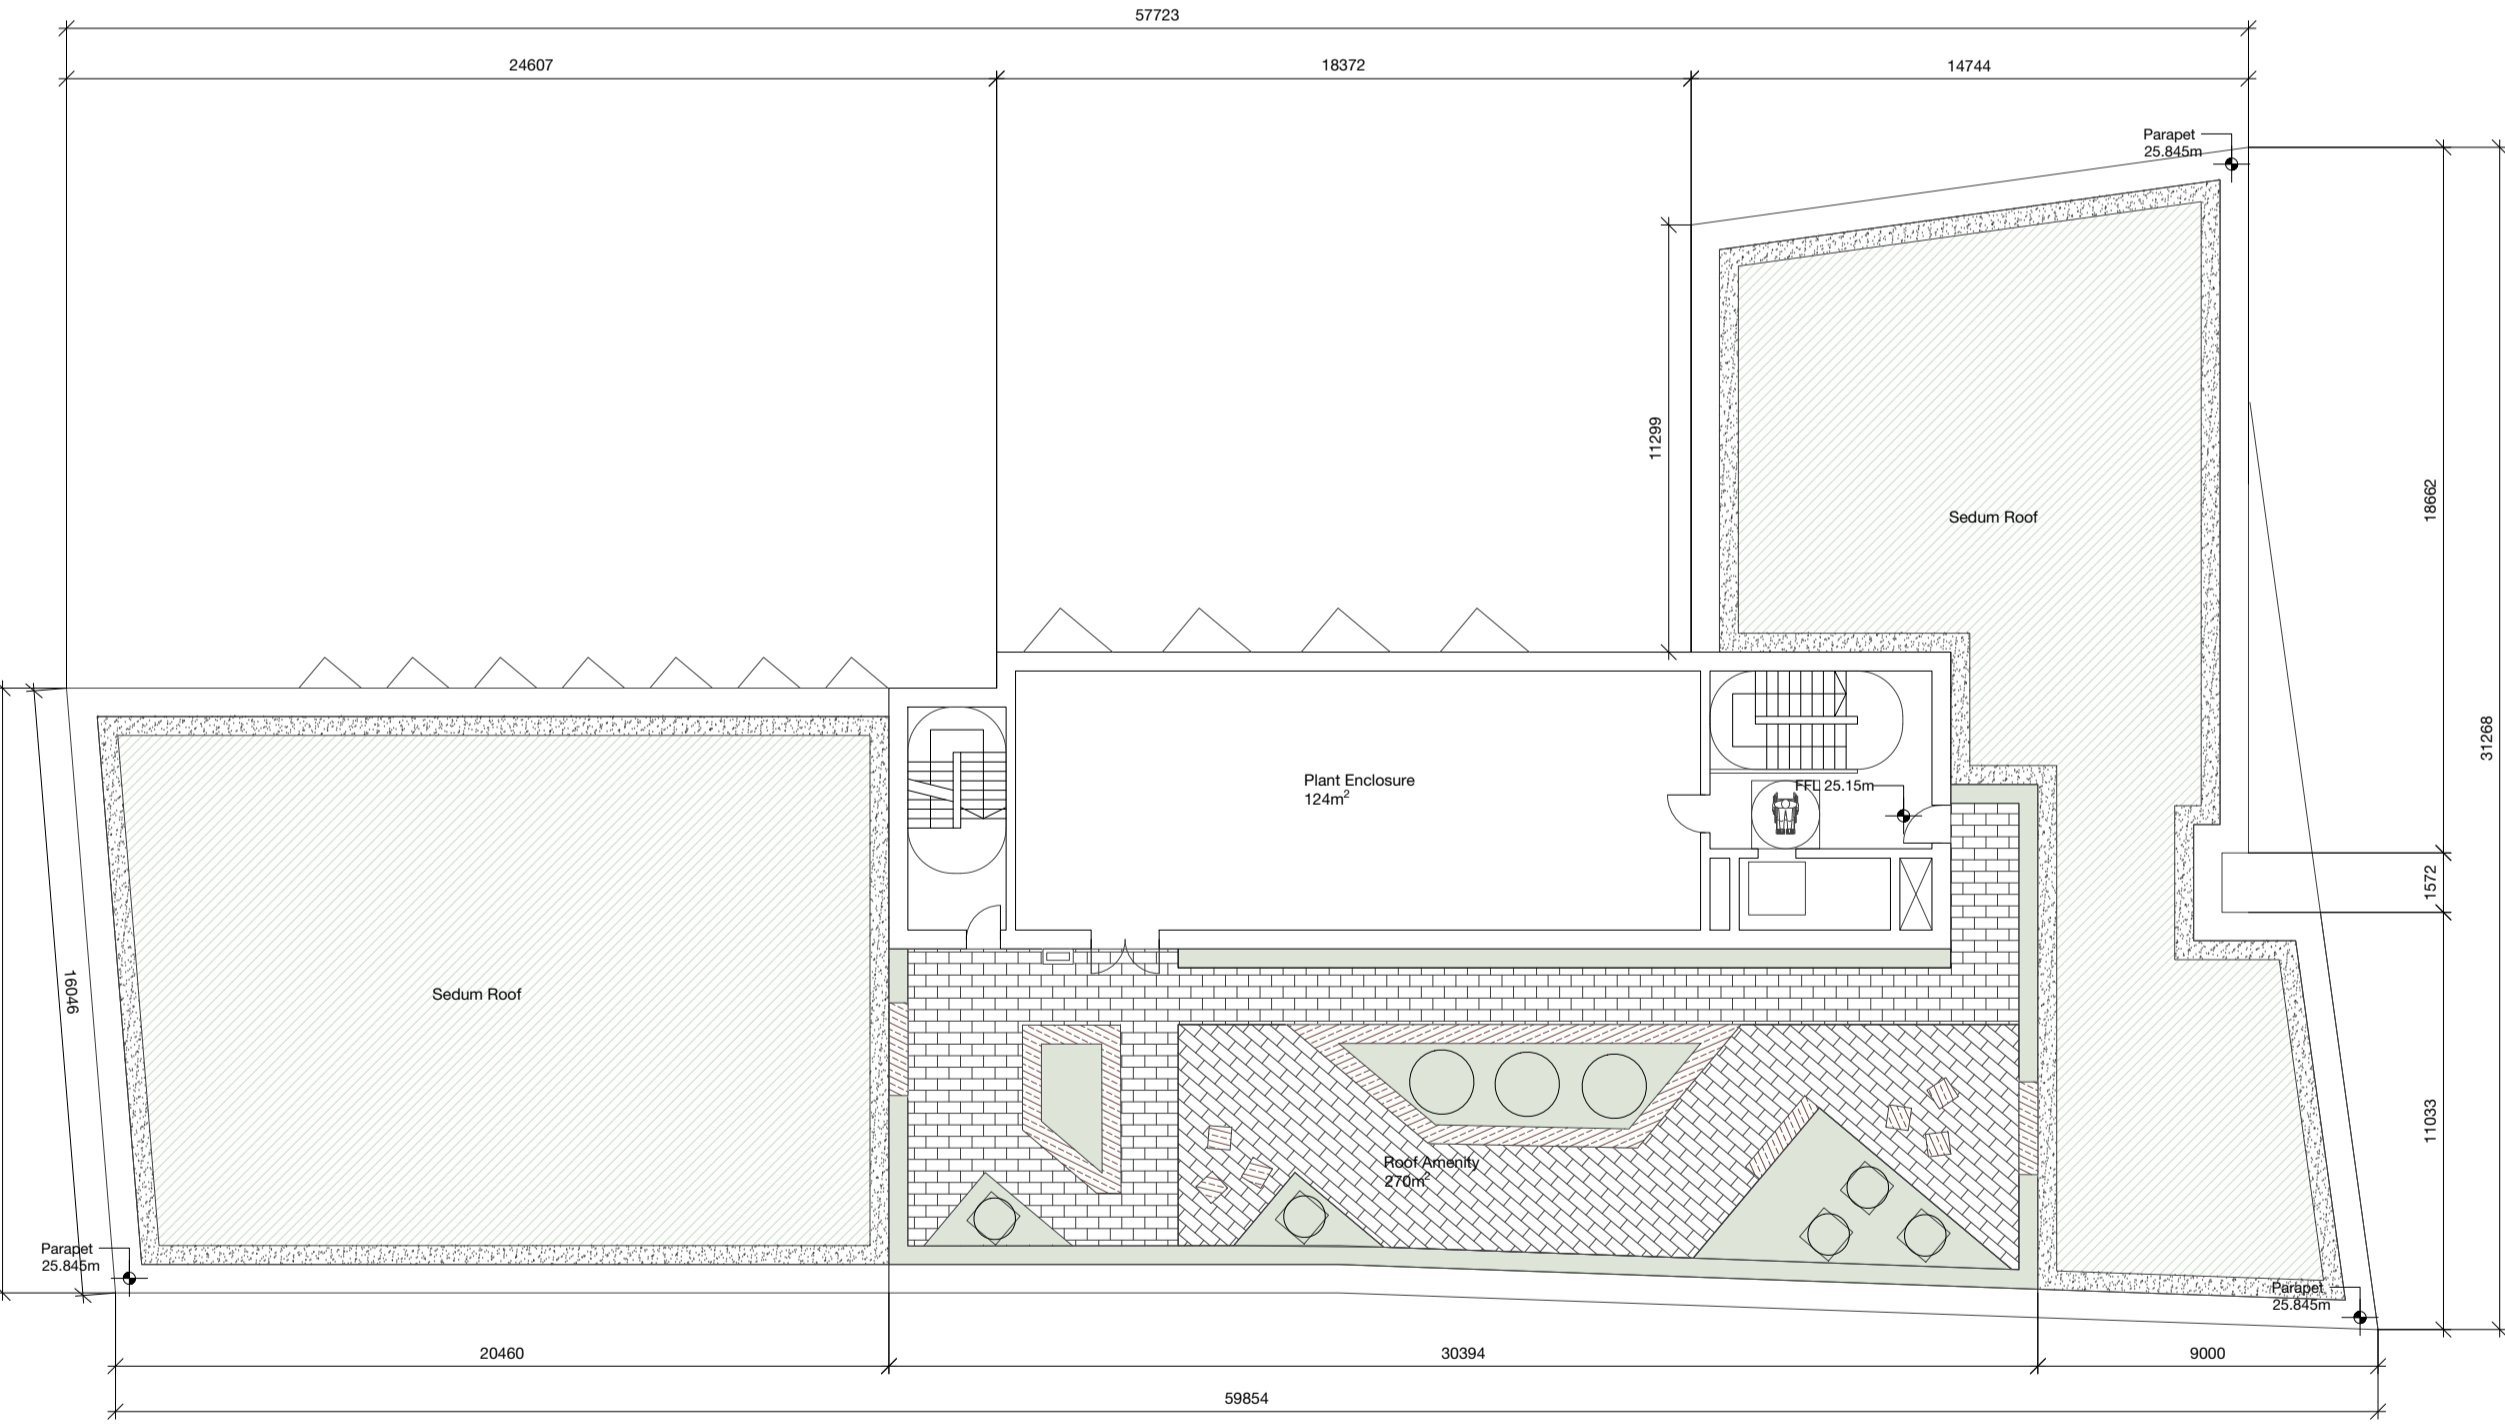 57723
24607
18372
14744
Parapet
25.845m
11299
18662
Sedum Roof
31268
Plant Enclosure
124m²
FFL 25.15m
1572
16046
Sedum Roof
11033
Roof Amenity
270m²
Parapet
25.845m
Parapet
25.845m
20460
30394
9000
59854